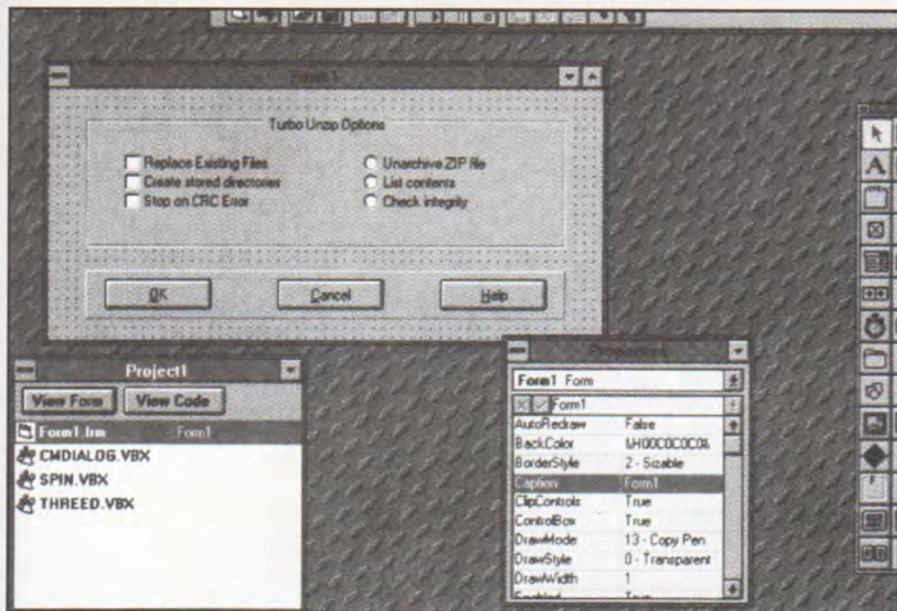 Form1
Turbo Unzip Options
Replace Existing Files
Create stored directories
Stop on CRC Error
Unarchive ZIP file
List contents
Check integrity
OK
Cancel
Help
Project1
View Form
View Code
Form1.frm Form1
CMDIALOG.VBX
SPIN.VBX
THREED.VBX
Properties
Form1 Form
Form1
AutoRedraw False
BackColor &H00C0C0C0&
BorderStyle 2 - Sizable
Caption Form1
ClipControls True
ControlBox True
DrawMode 13 - Copy Pen
DrawStyle 0 - Transparent
DrawWidth 1
Enabled True
A